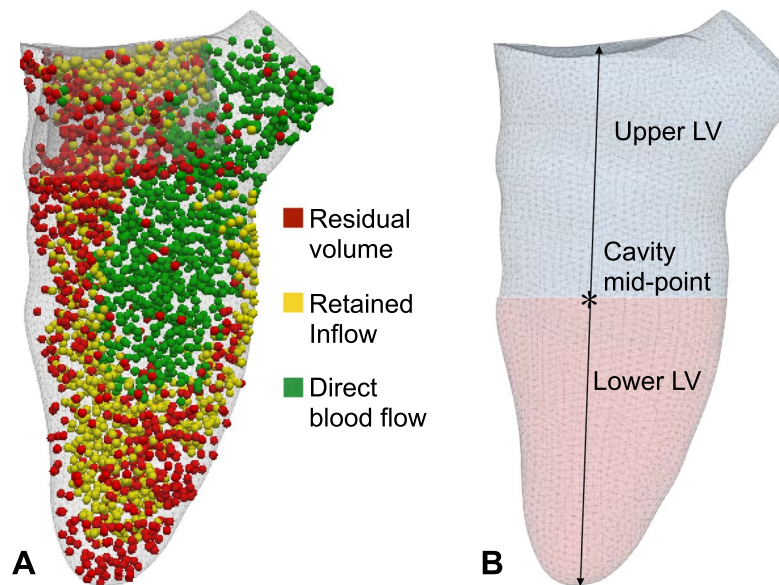 Residual
volume
Retained
Inflow
Direct
blood flow
A
Upper LV
Cavity
mid-point
*
Lower LV
B